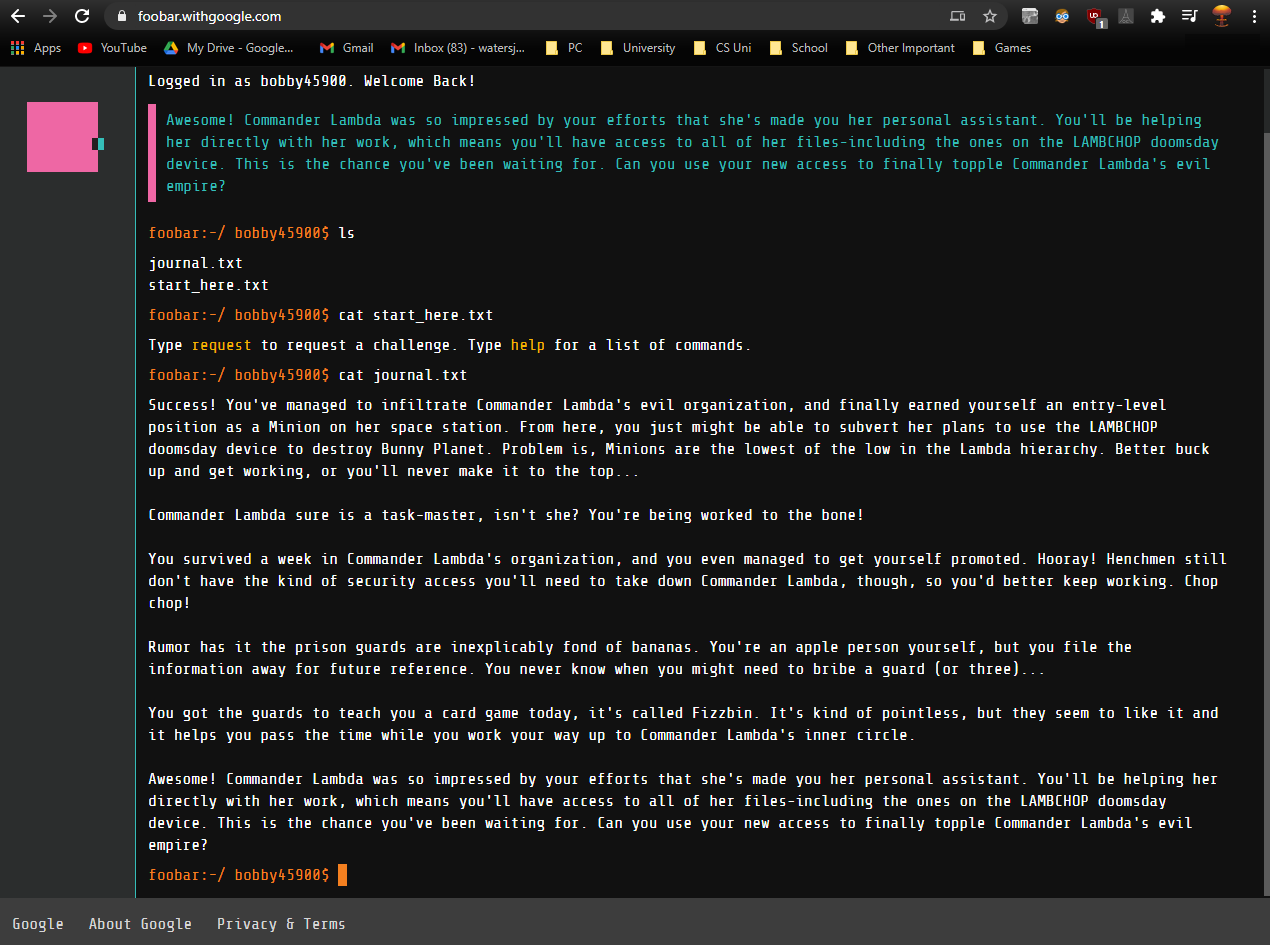 foobar.withgoogle.com
UD
1
Apps YouTube My Drive - Google... Gmail Inbox (83) - watersj... PC University CS Uni School Other Important Games
Logged in as bobby45900. Welcome Back!
Awesome! Commander Lambda was so impressed by your efforts that she's made you her personal assistant. You'll be helping
her directly with her work, which means you'll have access to all of her files-including the ones on the LAMBCHOP doomsday
device. This is the chance you've been waiting for. Can you use your new access to finally topple Commander Lambda's evil
empire?
foobar:~/ bobby45900$ ls
journal.txt
start_here.txt
foobar:~/ bobby45900$ cat start_here.txt
Type request to request a challenge. Type help for a list of commands.
foobar:~/ bobby45900$ cat journal.txt
Success! You've managed to infiltrate Commander Lambda's evil organization, and finally earned yourself an entry-level
position as a Minion on her space station. From here, you just might be able to subvert her plans to use the LAMBCHOP
doomsday device to destroy Bunny Planet. Problem is, Minions are the lowest of the low in the Lambda hierarchy. Better buck
up and get working, or you'll never make it to the top...
Commander Lambda sure is a task-master, isn't she? You're being worked to the bone!
You survived a week in Commander Lambda's organization, and you even managed to get yourself promoted. Hooray! Henchmen still
don't have the kind of security access you'll need to take down Commander Lambda, though, so you'd better keep working. Chop
chop!
Rumor has it the prison guards are inexplicably fond of bananas. You're an apple person yourself, but you file the
information away for future reference. You never know when you might need to bribe a guard (or three)...
You got the guards to teach you a card game today, it's called Fizzbin. It's kind of pointless, but they seem to like it and
it helps you pass the time while you work your way up to Commander Lambda's inner circle.
Awesome! Commander Lambda was so impressed by your efforts that she's made you her personal assistant. You'll be helping her
directly with her work, which means you'll have access to all of her files-including the ones on the LAMBCHOP doomsday
device. This is the chance you've been waiting for. Can you use your new access to finally topple Commander Lambda's evil
empire?
foobar:~/ bobby45900$
Google About Google Privacy & Terms